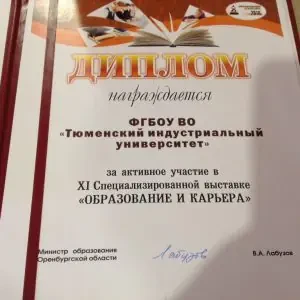 ДИПЛОМ
награждается
ФГБОУ ВО
«Тюменский индустриальный
университет»
за активное участие в
XI Специализированной выставке
«ОБРАЗОВАНИЕ И КАРЬЕРА»
Министр образования
Оренбургской области
В.А. Лабузов